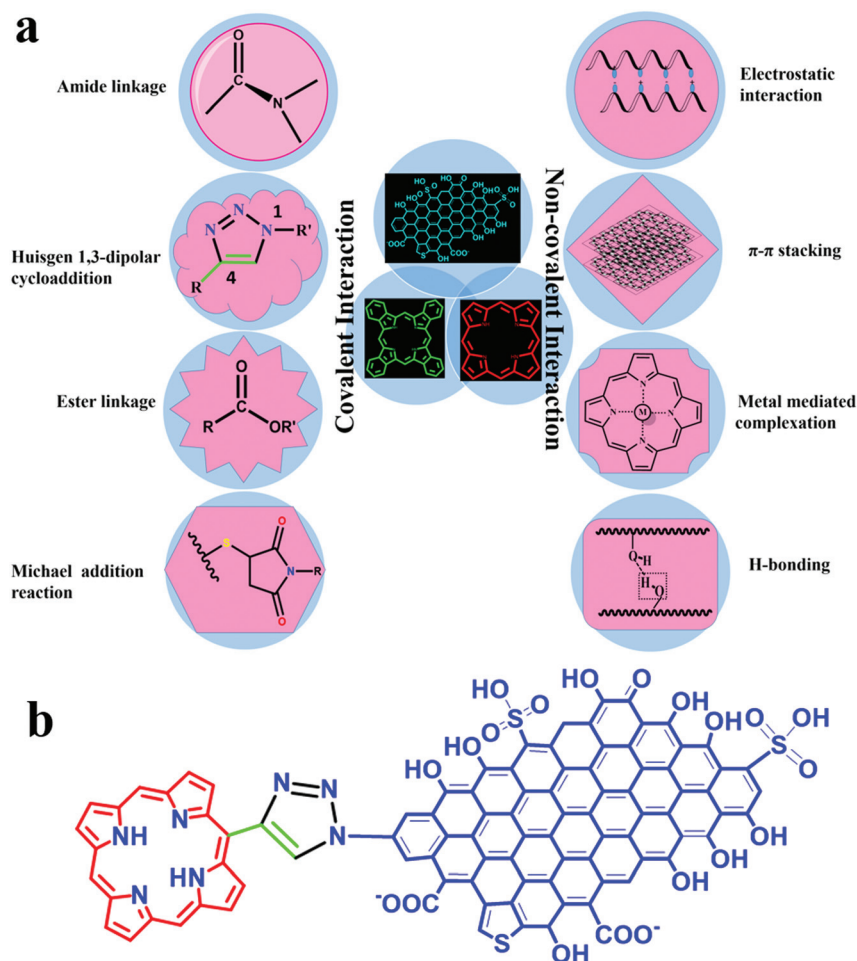 a
Amide linkage
O
C
N
Electrostatic
interaction
Huisgen 1,3-dipolar
cycloaddition
N
N
N
1
R'
4
R
π-π stacking
Ester linkage
O
C
R
OR'
Metal mediated
complexation
N
N
N
N
M
Michael addition
reaction
S
O
N
R
O
H-bonding
O
H
H
O
Covalent Interaction
Non-covalent Interaction
b
HO
O
O
S
O
HO
O
OH
OH
OH
O
OH
S
O
HO
HO
N
N
N
N
NH
HN
N
OH
OH
OH
OH
-OOC
S
OH
COO-